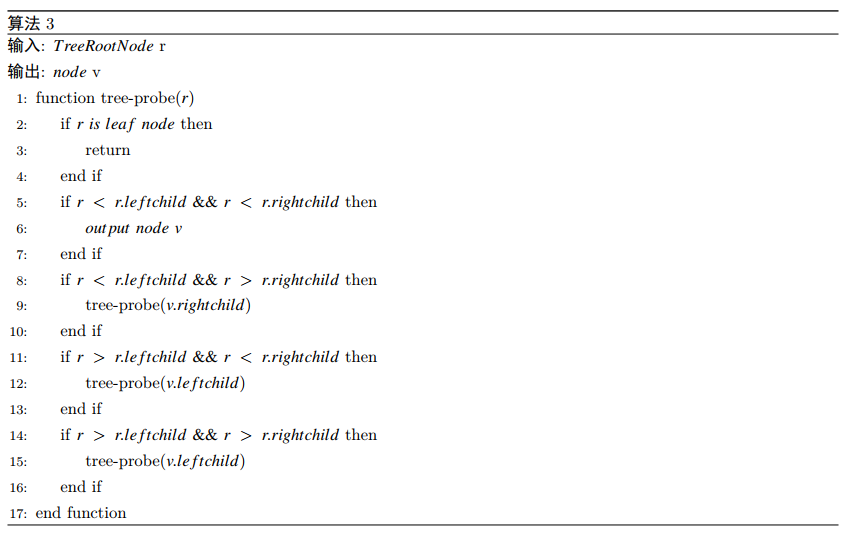 算法 3
输入: TreeRootNode r
输出: node v
1: function tree-probe(r)
2: if r is leaf node then
3: return
4: end if
5: if r < r.leftchild && r < r.rightchild then
6: output node v
7: end if
8: if r < r.leftchild && r > r.rightchild then
9: tree-probe(v.rightchild)
10: end if
11: if r > r.leftchild && r < r.rightchild then
12: tree-probe(v.leftchild)
13: end if
14: if r > r.leftchild && r > r.rightchild then
15: tree-probe(v.leftchild)
16: end if
17: end function